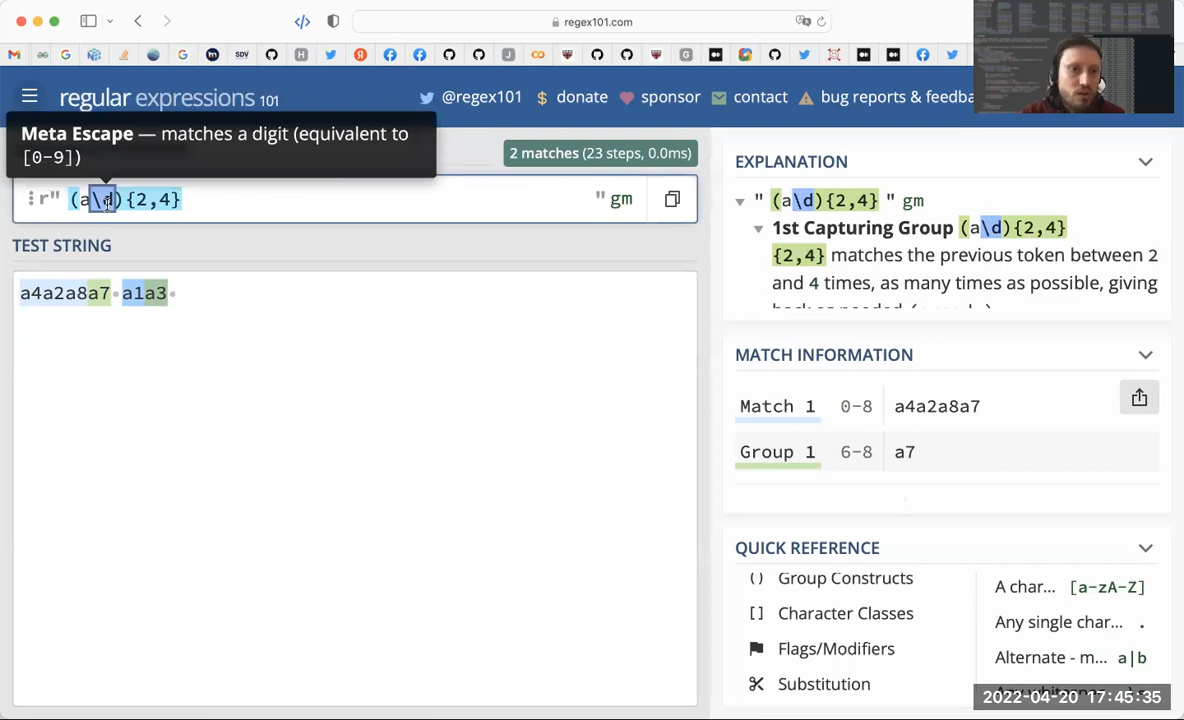 regex101.com
regular expressions 101
@regex101
$ donate
sponsor
contact
bug reports & feedba
Meta Escape — matches a digit (equivalent to
[0-9])
2 matches (23 steps, 0.0ms)
r" (a\d){2,4} " gm
TEST STRING
a4a2a8a7 a1a3
EXPLANATION
" (a\d){2,4} " gm
1st Capturing Group (a\d){2,4}
{2,4} matches the previous token between 2
and 4 times, as many times as possible, giving
MATCH INFORMATION
Match 1 0-8 a4a2a8a7
Group 1 6-8 a7
QUICK REFERENCE
() Group Constructs
[] Character Classes
Flags/Modifiers
Substitution
A char... [a-zA-Z]
Any single char... .
Alternate - m... a|b
2022-04-20 17:45:35